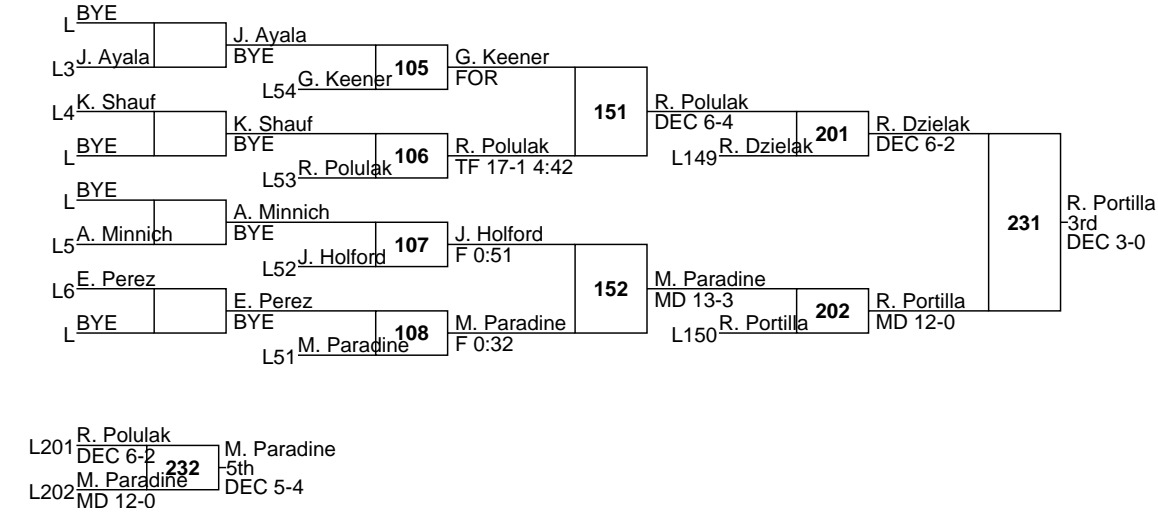 L BYE
L3 J. Ayala
J. Ayala
BYE
L54 G. Keener
105
G. Keener
FOR
L4 K. Shauf
L BYE
K. Shauf
BYE
L53 R. Polulak
106
R. Polulak
TF 17-1 4:42
151
R. Polulak
DEC 6-4
L149 R. Dzielak
201
R. Dzielak
DEC 6-2
L BYE
L5 A. Minnich
A. Minnich
BYE
L52 J. Holford
107
J. Holford
F 0:51
L6 E. Perez
L BYE
E. Perez
BYE
L51 M. Paradine
108
M. Paradine
F 0:32
152
M. Paradine
MD 13-3
L150 R. Portilla
202
R. Portilla
MD 12-0
231
R. Portilla
3rd
DEC 3-0
L201 R. Polulak
DEC 6-2
L202 M. Paradine
MD 12-0
232
M. Paradine
5th
DEC 5-4